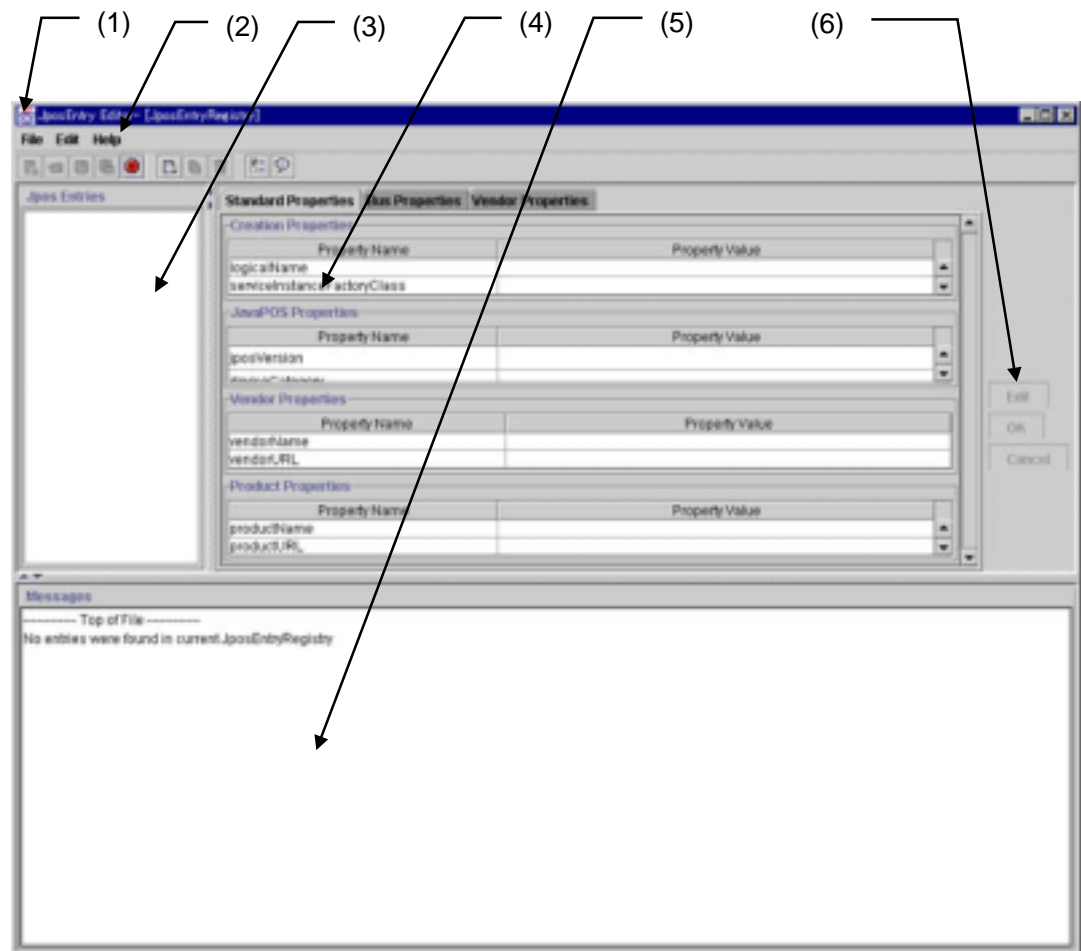 (1) (2) (3) (4) (5) (6)
JposEntry Editor - [JposEntryRegistry]
File Edit Help
Jpos Entries
Standard Properties Bus Properties Vendor Properties
Creation Properties
Property Name Property Value
logicalName
serviceInstanceFactoryClass
JavaPOS Properties
Property Name Property Value
jposVersion
deviceCategory
Vendor Properties
Property Name Property Value
vendorName
vendorURL
Product Properties
Property Name Property Value
productName
productURL
Edit
OK
Cancel
Messages
---------- Top of File ----------
No entries were found in current JposEntryRegistry